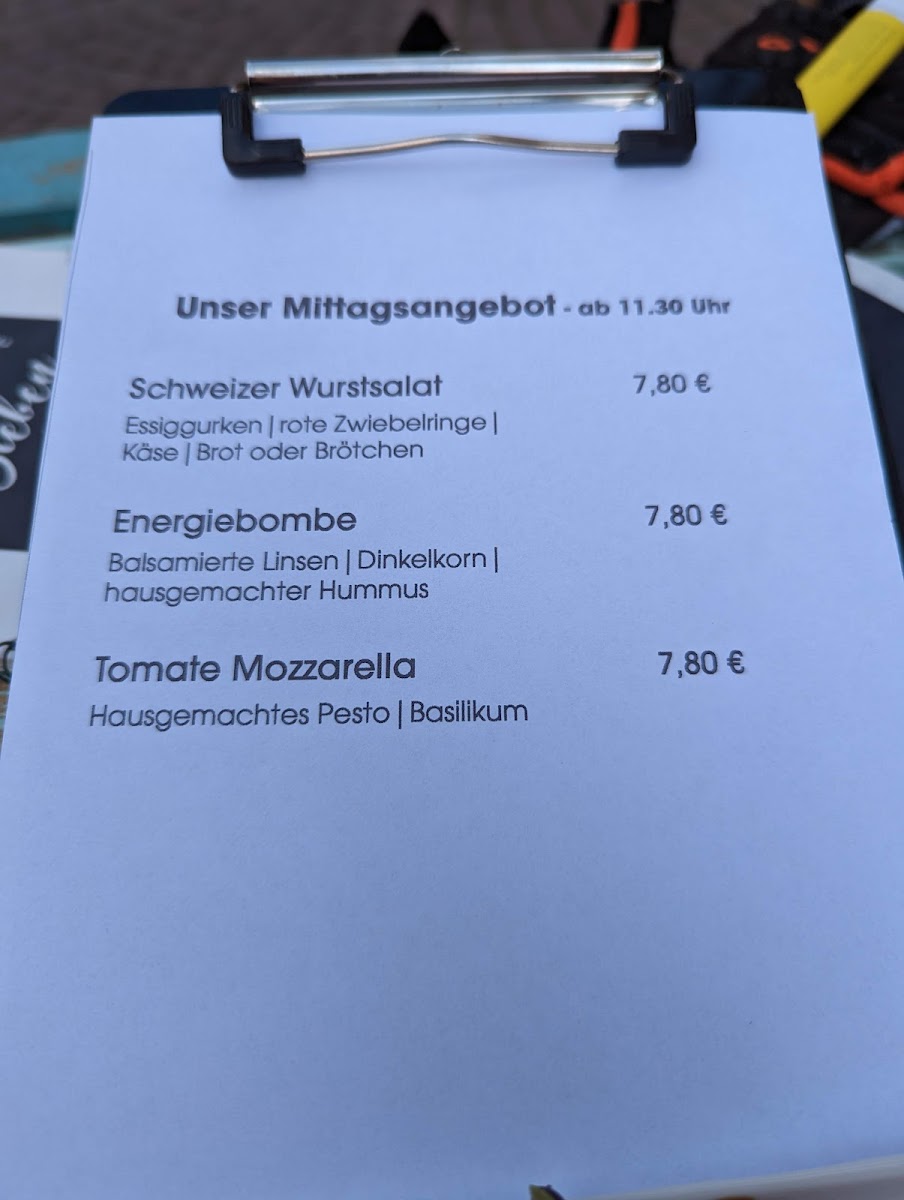 Unser Mittagsangebot - ab 11.30 Uhr
Schweizer Wurstsalat 7,80 €
Essiggurken | rote Zwiebelringe |
Käse | Brot oder Brötchen
Energiebombe 7,80 €
Balsamierte Linsen | Dinkelkorn |
hausgemachter Hummus
Tomate Mozzarella 7,80 €
Hausgemachtes Pesto | Basilikum